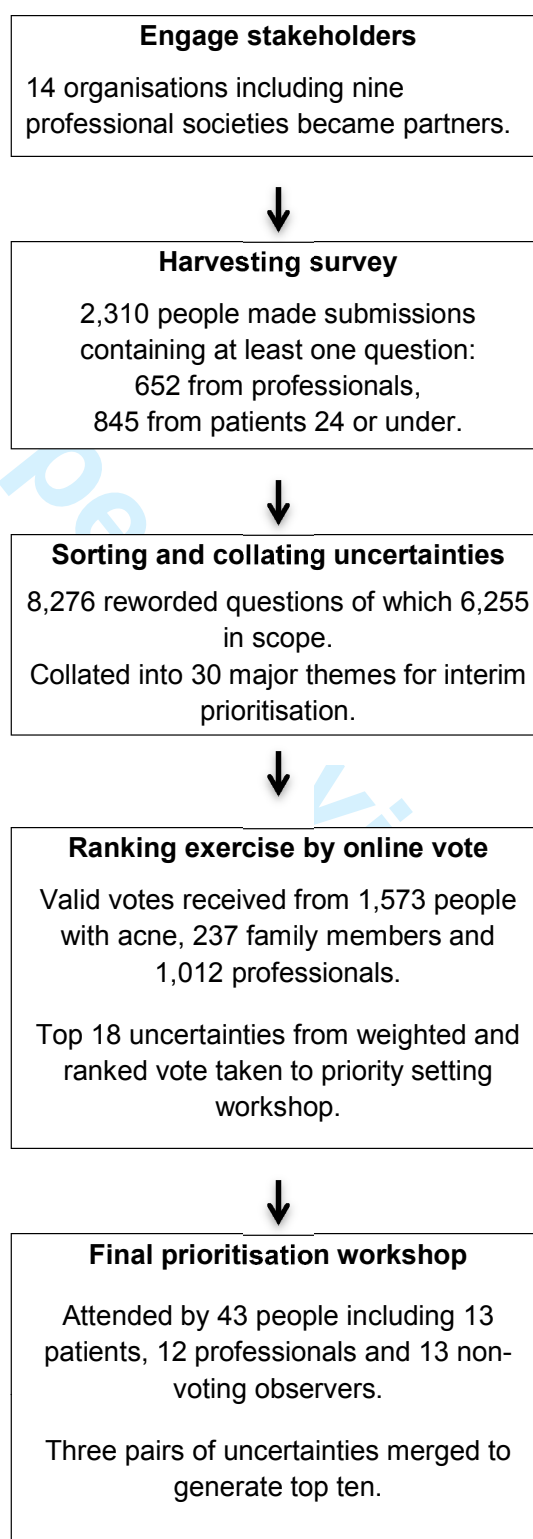 Engage stakeholders
14 organisations including nine
professional societies became partners.
Harvesting survey
2,310 people made submissions
containing at least one question:
652 from professionals,
845 from patients 24 or under.
Sorting and collating uncertainties
8,276 reworded questions of which 6,255
in scope.
Collated into 30 major themes for interim
prioritisation.
Ranking exercise by online vote
Valid votes received from 1,573 people
with acne, 237 family members and
1,012 professionals.
Top 18 uncertainties from weighted and
ranked vote taken to priority setting
workshop.
Final prioritisation workshop
Attended by 43 people including 13
patients, 12 professionals and 13 non-
voting observers.
Three pairs of uncertainties merged to
generate top ten.